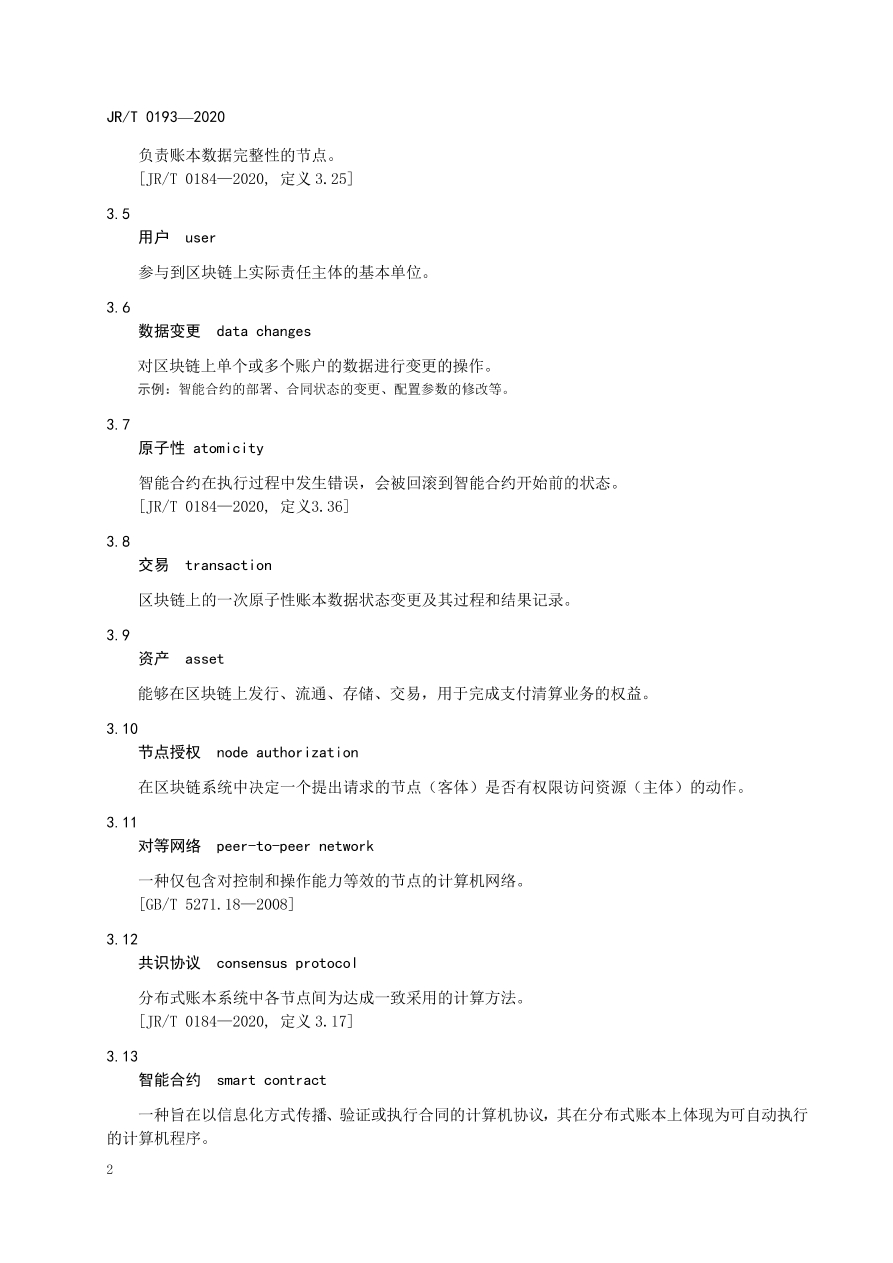 JR/T 0193—2020
负责账本数据完整性的节点。
[JR/T 0184—2020, 定义 3.25]
3.5
用户 user
参与到区块链上实际责任主体的基本单位。
3.6
数据变更 data changes
对区块链上单个或多个账户的数据进行变更的操作。
示例：智能合约的部署、合同状态的变更、配置参数的修改等。
3.7
原子性 atomicity
智能合约在执行过程中发生错误，会被回滚到智能合约开始前的状态。
[JR/T 0184—2020, 定义3.36]
3.8
交易 transaction
区块链上的一次原子性账本数据状态变更及其过程和结果记录。
3.9
资产 asset
能够在区块链上发行、流通、存储、交易，用于完成支付清算业务的权益。
3.10
节点授权 node authorization
在区块链系统中决定一个提出请求的节点（客体）是否有权限访问资源（主体）的动作。
3.11
对等网络 peer-to-peer network
一种仅包含对控制和操作能力等效的节点的计算机网络。
[GB/T 5271.18—2008]
3.12
共识协议 consensus protocol
分布式账本系统中各节点间为达成一致采用的计算方法。
[JR/T 0184—2020, 定义 3.17]
3.13
智能合约 smart contract
一种旨在以信息化方式传播、验证或执行合同的计算机协议，其在分布式账本上体现为可自动执行
的计算机程序。
2